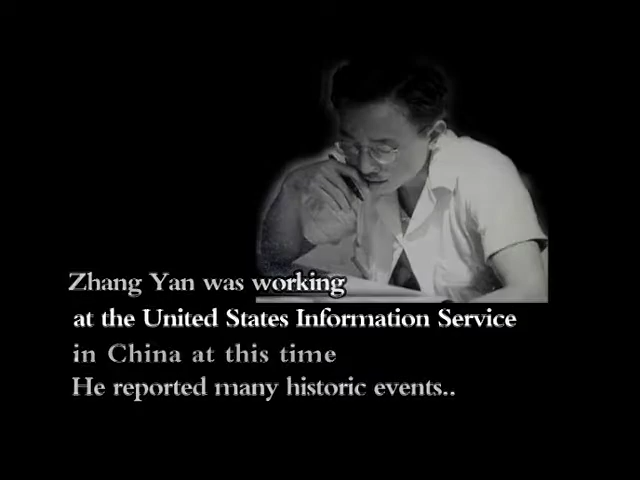 Zhang Yan was working
at the United States Information Service
in China at this time
He reported many historic events..